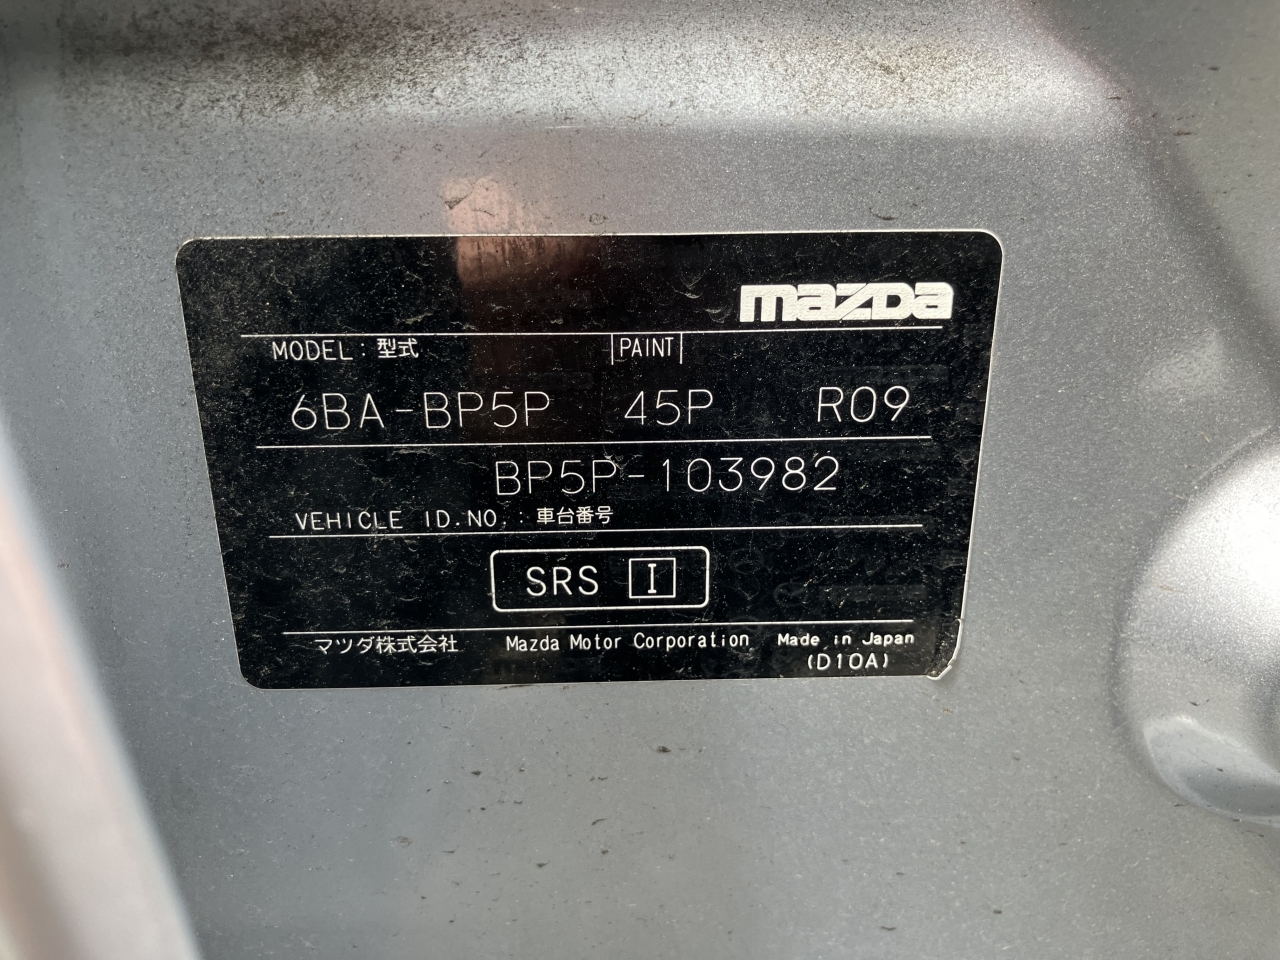 mazda
MODEL : 型式 PAINT
6BA-BP5P 45P R09
BP5P-103982
VEHICLE ID.NO. : 車台番号
SRS I
マツダ株式会社 Mazda Motor Corporation Made in Japan
(D10A)